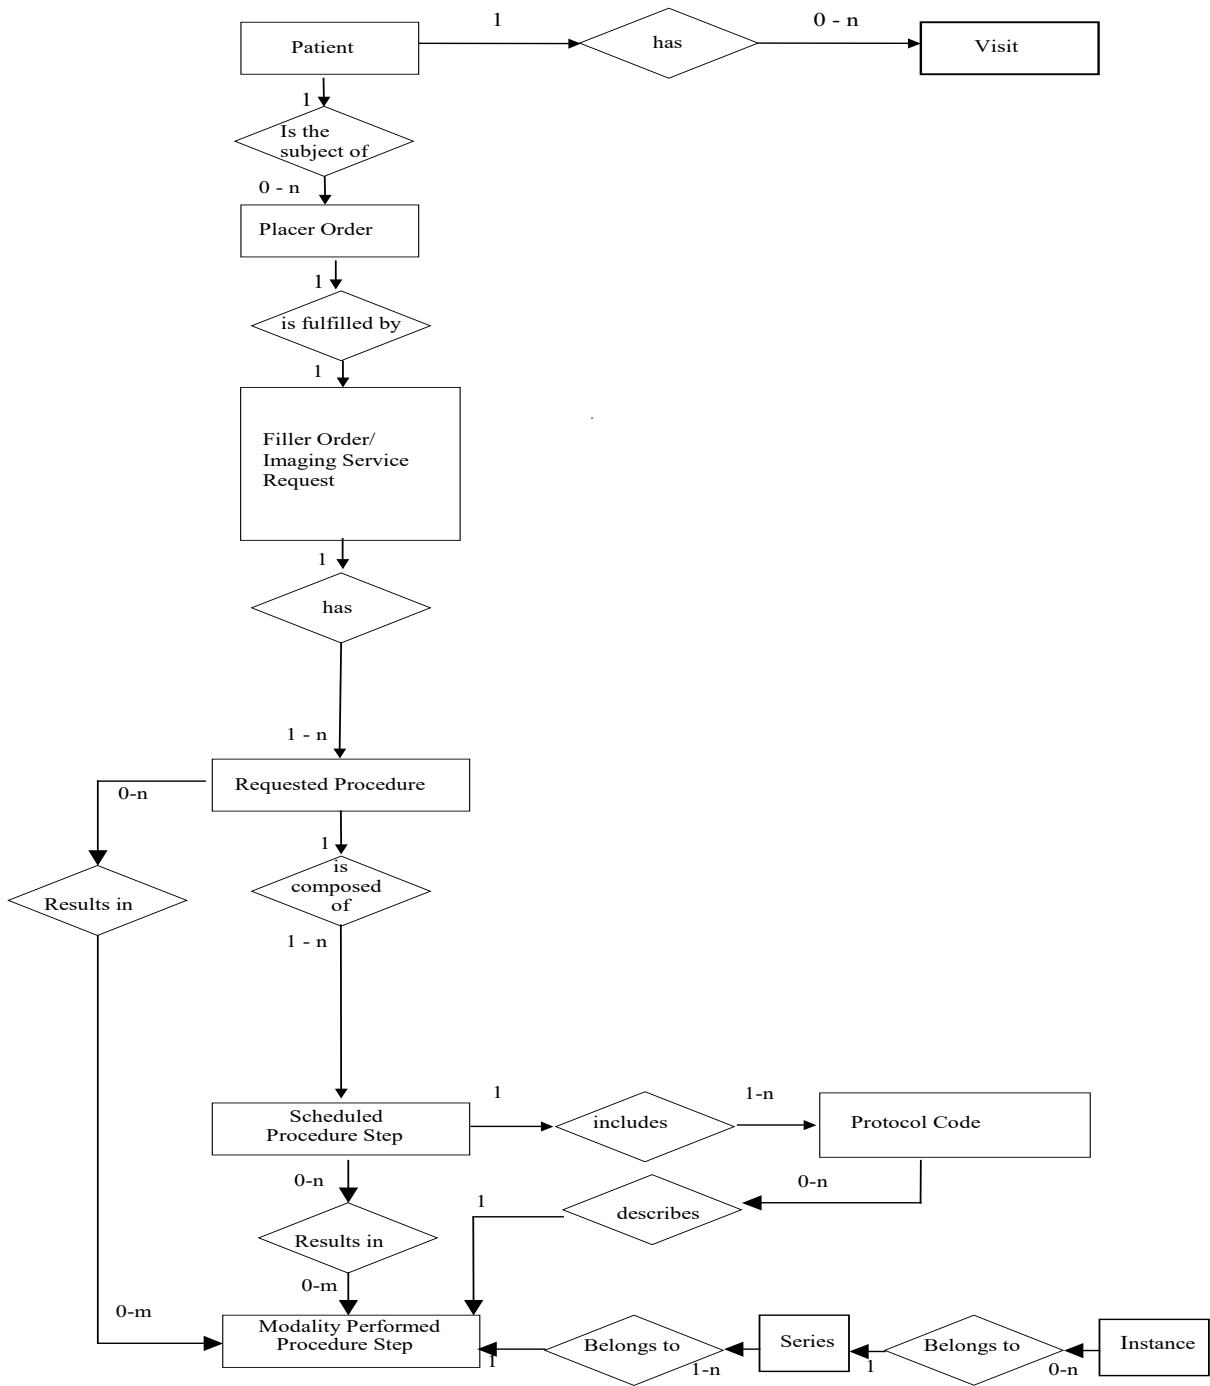 1
0 - n
Patient
has
Visit
1
Is the
subject of
0 - n
Placer Order
1
is fulfilled by
1
Filler Order/
Imaging Service
Request
1
has
1 - n
Requested Procedure
0-n
1
is
composed
of
Results in
1 - n
1
1-n
Scheduled
Procedure Step
includes
Protocol Code
0-n
0-n
1
describes
Results in
0-m
0-m
Modality Performed
Procedure Step
1
Belongs to
1-n
Series
1
Belongs to
0-n
Instance